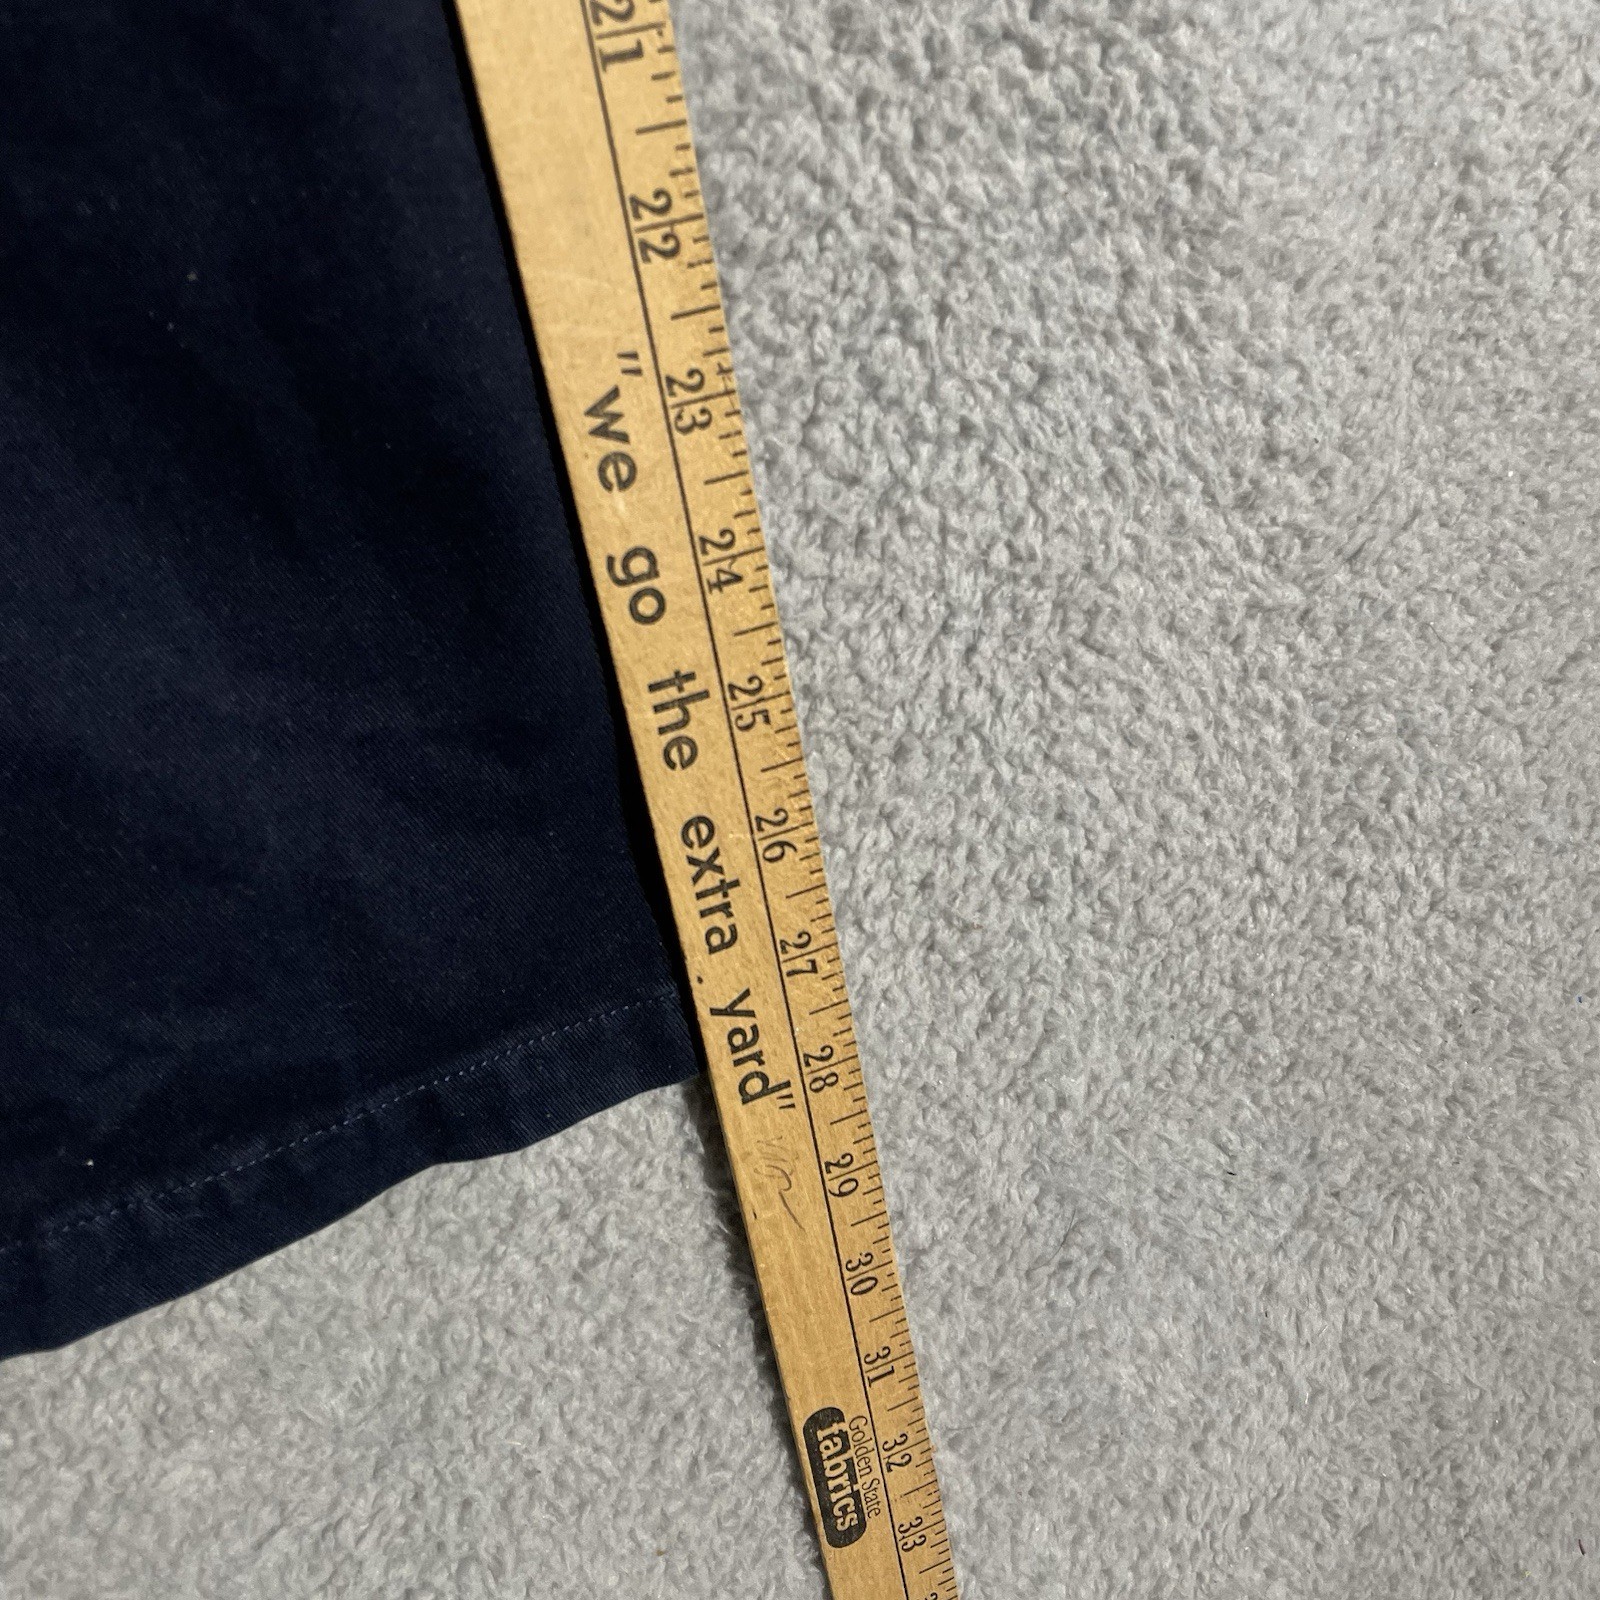 21 22 23 24 25 26 27 28 29 30 31 32 33
"we go the extra yard"
Golden State
fabrics